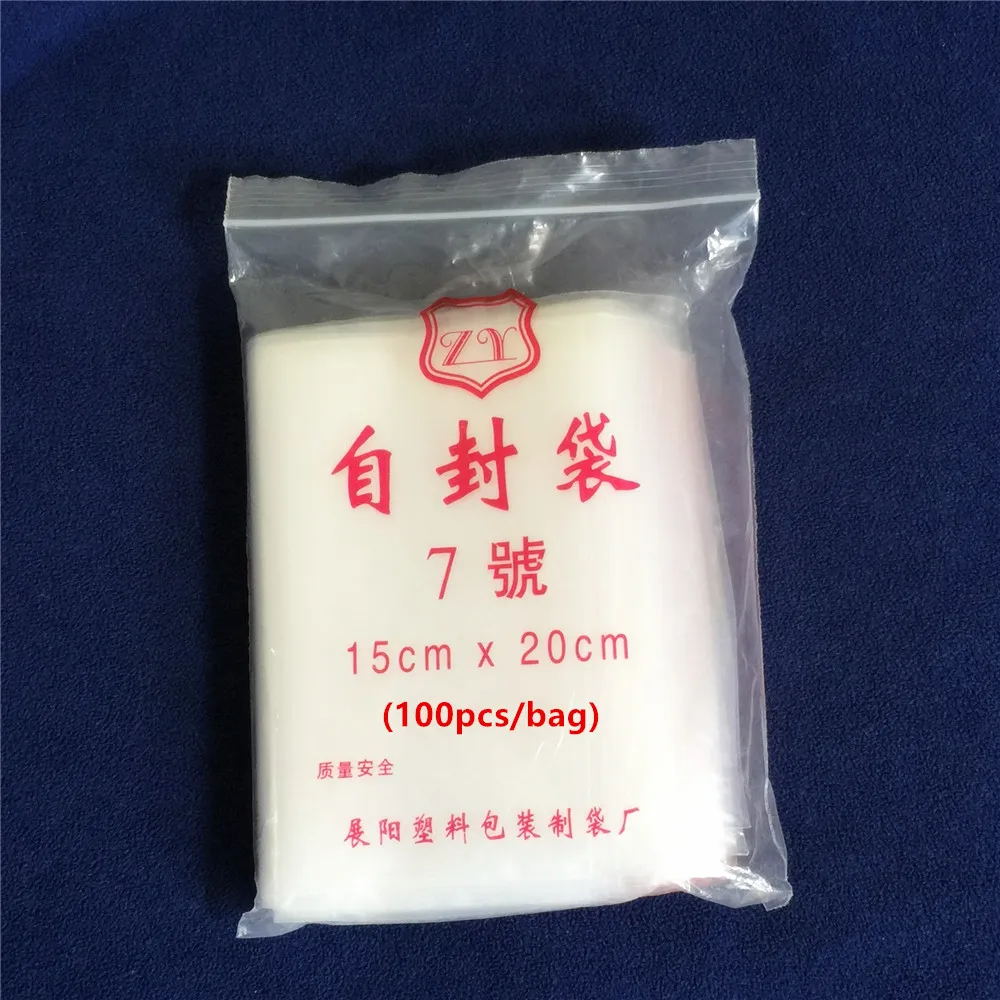 ZY
自封袋
7 號
15cm x 20cm
(100pcs/bag)
质量安全
展阳塑料包装制袋厂